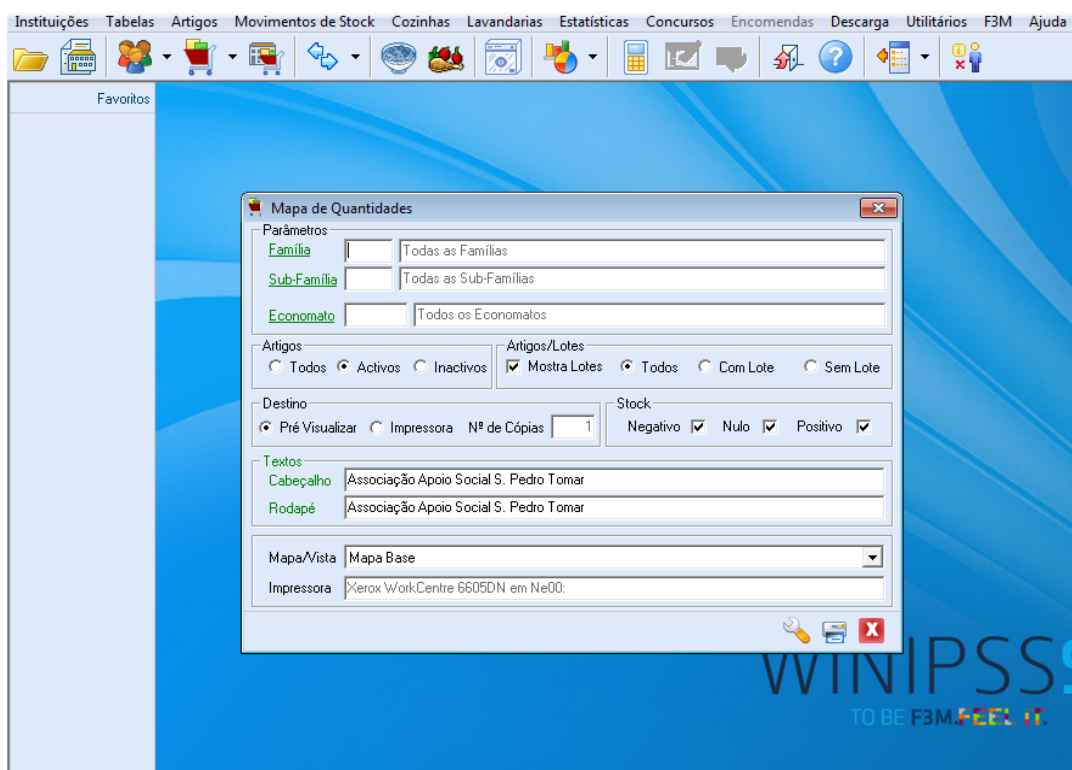 Instituições Tabelas Artigos Movimentos de Stock Cozinhas Lavandarias Estatísticas Concursos Encomendas Descarga Utilitários F3M Ajuda
Favoritos
Mapa de Quantidades
Parâmetros
Família Todas as Famílias
Sub-Família Todas as Sub-Famílias
Economato Todos os Economatos
Artigos Artigos/Lotes
Todos Activos Inactivos Mostra Lotes Todos Com Lote Sem Lote
Destino Stock
Pré Visualizar Impressora Nº de Cópias 1 Negativo Nulo Positivo
Textos
Cabeçalho Associação Apoio Social S. Pedro Tomar
Rodapé Associação Apoio Social S. Pedro Tomar
Mapa/Vista Mapa Base
Impressora Xerox WorkCentre 6605DN em Ne00:
WINIPSSS
TO BE F3M.FEEL IT.